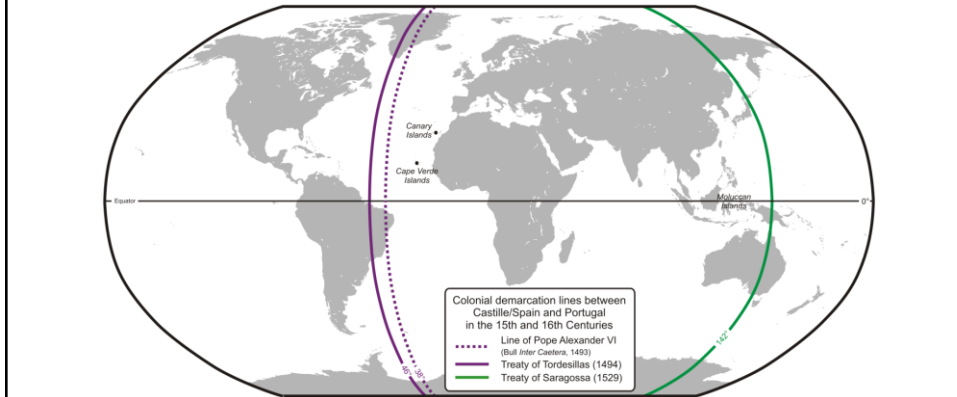 Canary
Islands
Cape Verde
Islands
Moluccan
Islands
Equator
0°
Colonial demarcation lines between
Castille/Spain and Portugal
in the 15th and 16th Centuries
Line of Pope Alexander VI
(Bull Inter Caetera, 1493)
Treaty of Tordesillas (1494)
Treaty of Saragossa (1529)
46°
38°
142°